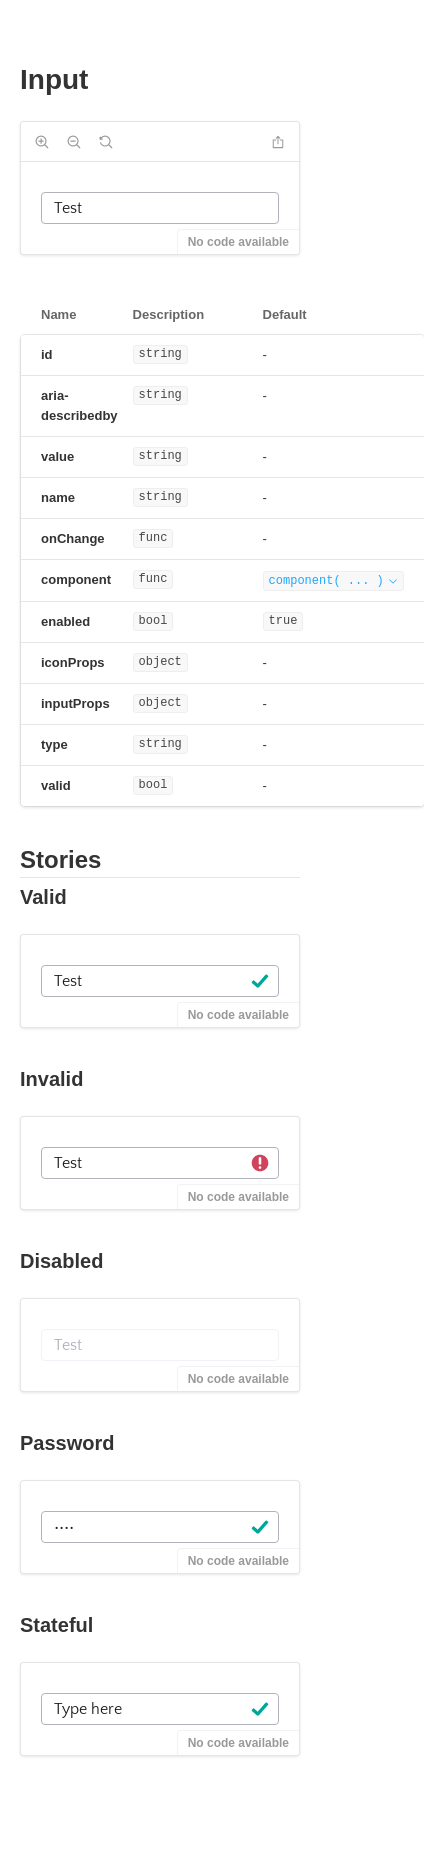 Input
Test
No code available
Name Description Default
id string -
aria-describedby string -
value string -
name string -
onChange func -
component func component( ... )
enabled bool true
iconProps object -
inputProps object -
type string -
valid bool -
Stories
Valid
Test
No code available
Invalid
Test
No code available
Disabled
Test
No code available
Password
····
No code available
Stateful
Type here
No code available